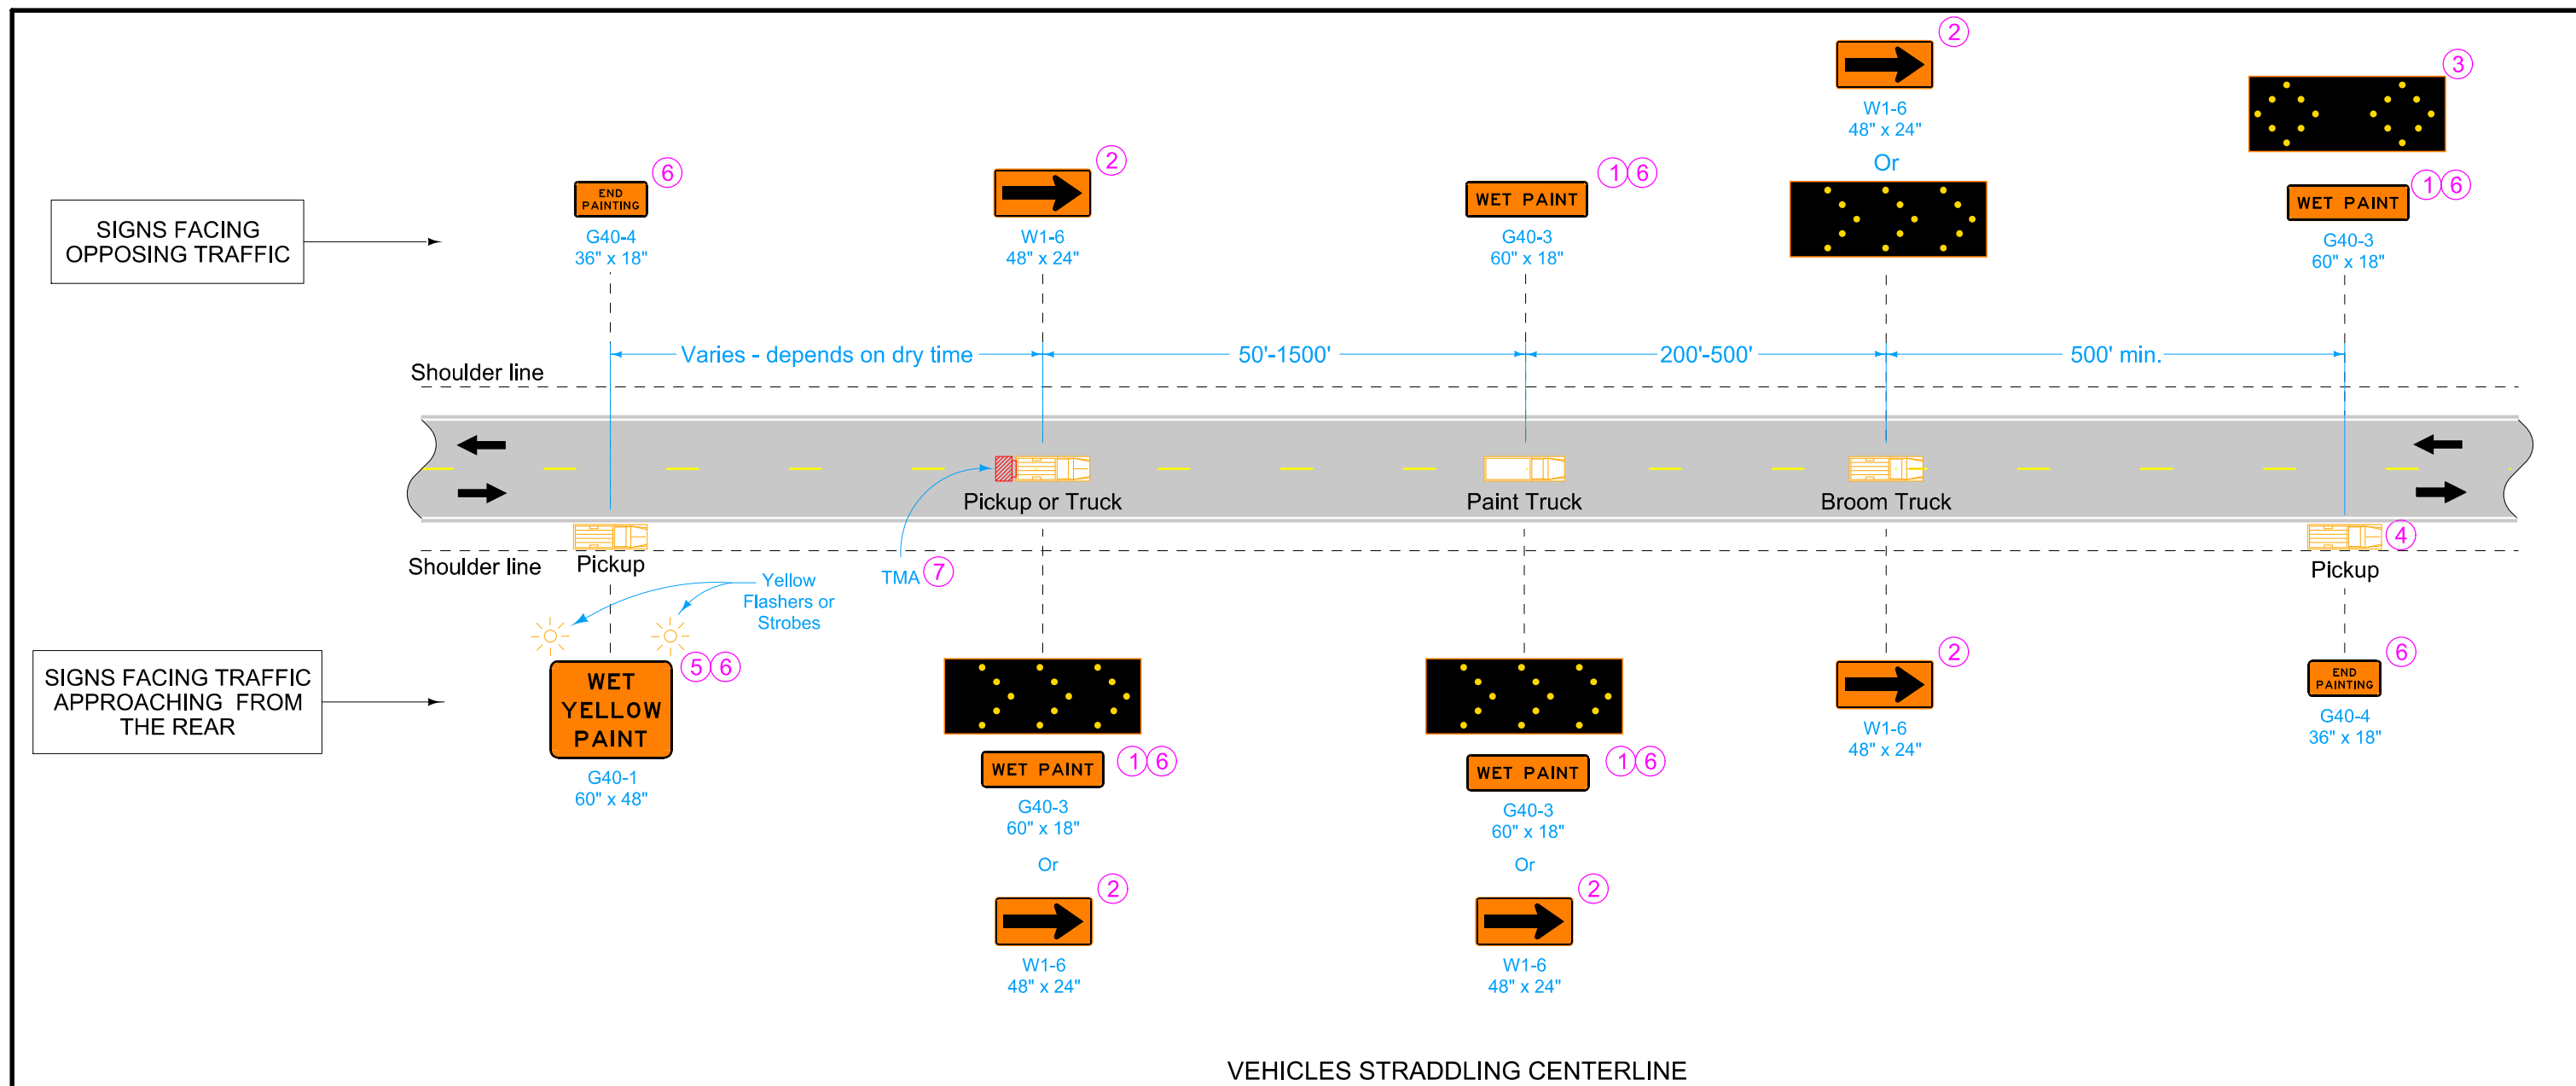 2
W1-6
48" x 24"
Or
3
SIGNS FACING
OPPOSING TRAFFIC
END
PAINTING
6
G40-4
36" x 18"
2
W1-6
48" x 24"
WET PAINT
1 6
G40-3
60" x 18"
WET PAINT
1 6
G40-3
60" x 18"
Varies - depends on dry time
50'-1500'
200'-500'
500' min.
Shoulder line
Pickup or Truck
Paint Truck
Broom Truck
4
Shoulder line
Pickup
TMA 7
Pickup
Yellow
Flashers or
Strobes
SIGNS FACING TRAFFIC
APPROACHING FROM
THE REAR
WET
YELLOW
PAINT
5 6
G40-1
60" x 48"
WET PAINT
1 6
G40-3
60" x 18"
Or
2
W1-6
48" x 24"
WET PAINT
1 6
G40-3
60" x 18"
Or
2
W1-6
48" x 24"
2
W1-6
48" x 24"
END
PAINTING
6
G40-4
36" x 18"
VEHICLES STRADDLING CENTERLINE